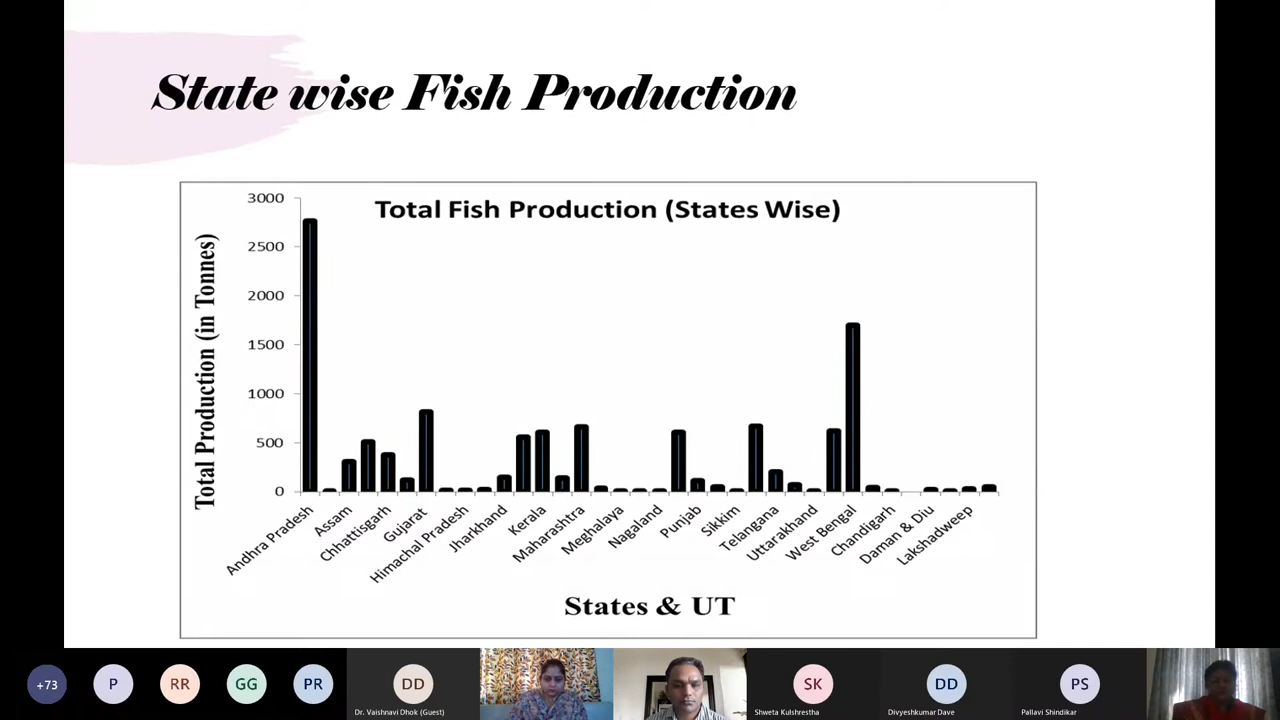 State wise Fish Production
Total Fish Production (States Wise)
Total Production (in Tonnes)
3000
2500
2000
1500
1000
500
0
Andhra Pradesh
Assam
Chhattisgarh
Gujarat
Himachal Pradesh
Jharkhand
Kerala
Maharashtra
Meghalaya
Nagaland
Punjab
Sikkim
Telangana
Uttarakhand
West Bengal
Chandigarh
Daman & Diu
Lakshadweep
States & UT
+73
P
RR
GG
PR
DD
Dr. Vaishnavi Dhok (Guest)
SK
Shweta Kulshrestha
DD
Divyeshkumar Dave
PS
Pallavi Shindikar